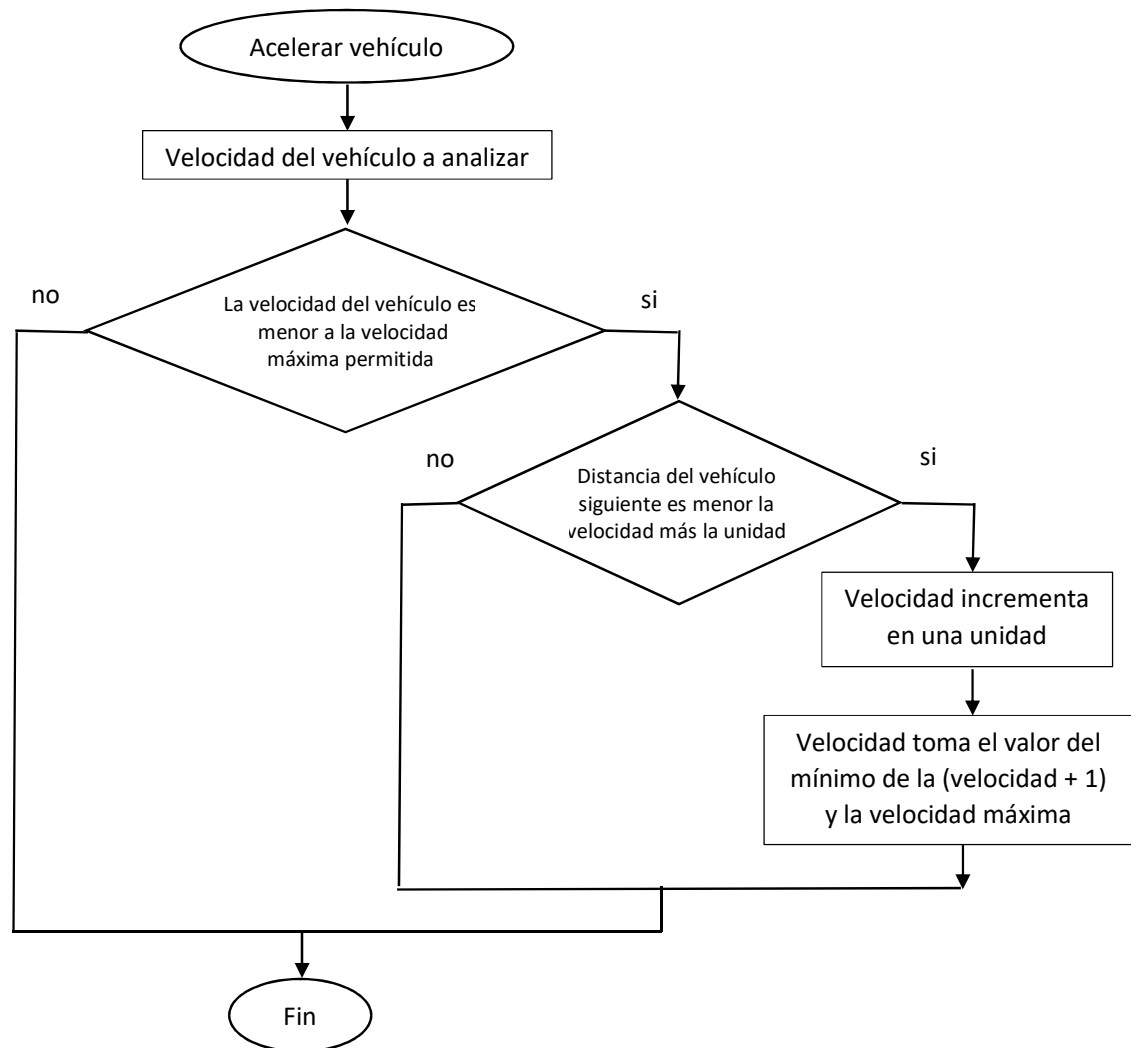 Acelerar vehículo
Velocidad del vehículo a analizar
no
si
La velocidad del vehículo es
menor a la velocidad
máxima permitida
no
si
Distancia del vehículo
siguiente es menor la
velocidad más la unidad
Velocidad incrementa
en una unidad
Velocidad toma el valor del
mínimo de la (velocidad + 1)
y la velocidad máxima
Fin